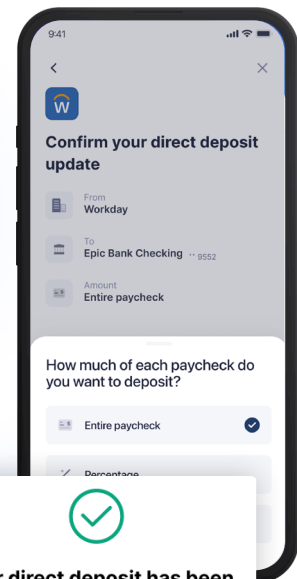 9:41
Confirm your direct deposit
update
From
Workday
To
Epic Bank Checking ·· 9552
Amount
Entire paycheck
How much of each paycheck do
you want to deposit?
Entire paycheck
Percentage
direct deposit has been